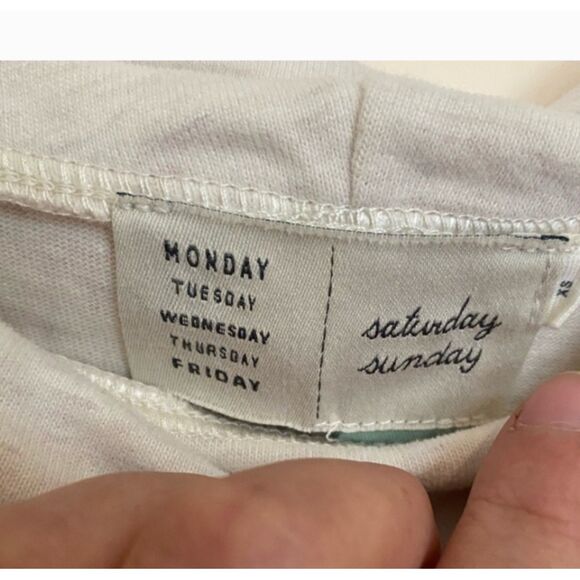 MONDAY
TUESDAY
WEDNESDAY
THURSDAY
FRIDAY
saturday
sunday
XS